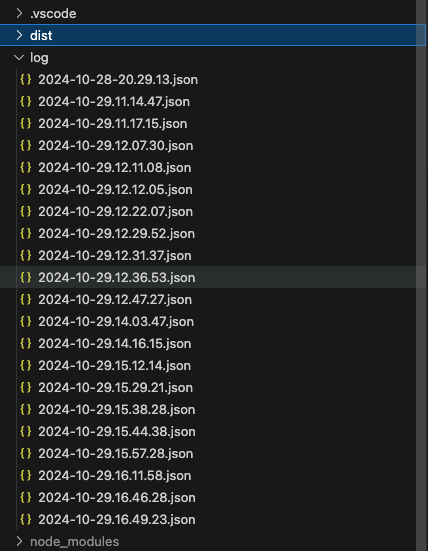 .vscode
dist
log
{} 2024-10-28-20.29.13.json
{} 2024-10-29.11.14.47.json
{} 2024-10-29.11.17.15.json
{} 2024-10-29.12.07.30.json
{} 2024-10-29.12.11.08.json
{} 2024-10-29.12.12.05.json
{} 2024-10-29.12.22.07.json
{} 2024-10-29.12.29.52.json
{} 2024-10-29.12.31.37.json
{} 2024-10-29.12.36.53.json
{} 2024-10-29.12.47.27.json
{} 2024-10-29.14.03.47.json
{} 2024-10-29.14.16.15.json
{} 2024-10-29.15.12.14.json
{} 2024-10-29.15.29.21.json
{} 2024-10-29.15.38.28.json
{} 2024-10-29.15.44.38.json
{} 2024-10-29.15.57.28.json
{} 2024-10-29.16.11.58.json
{} 2024-10-29.16.46.28.json
{} 2024-10-29.16.49.23.json
node_modules